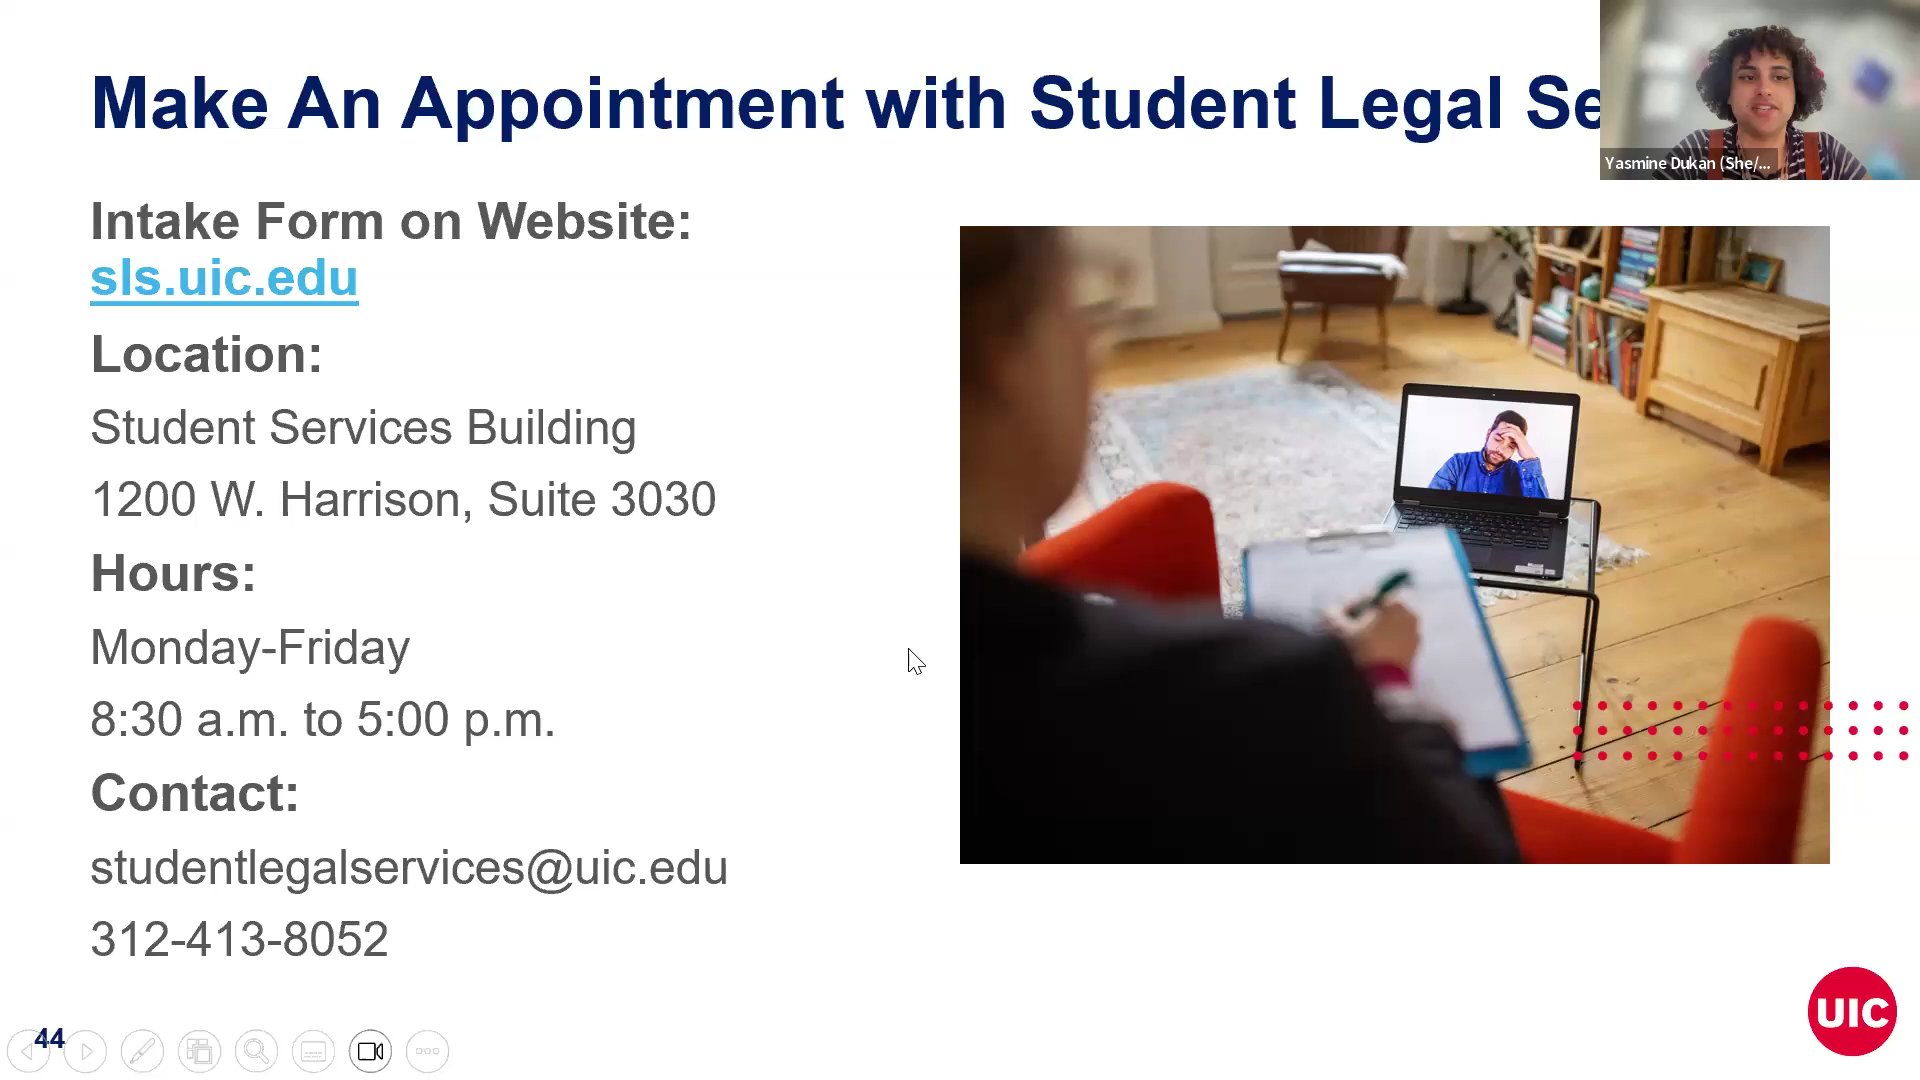 Make An Appointment with Student Legal Se
Yasmine Dukan (She/...
Intake Form on Website:
sls.uic.edu
Location:
Student Services Building
1200 W. Harrison, Suite 3030
Hours:
Monday-Friday
8:30 a.m. to 5:00 p.m.
Contact:
studentlegalservices@uic.edu
312-413-8052
44
UIC